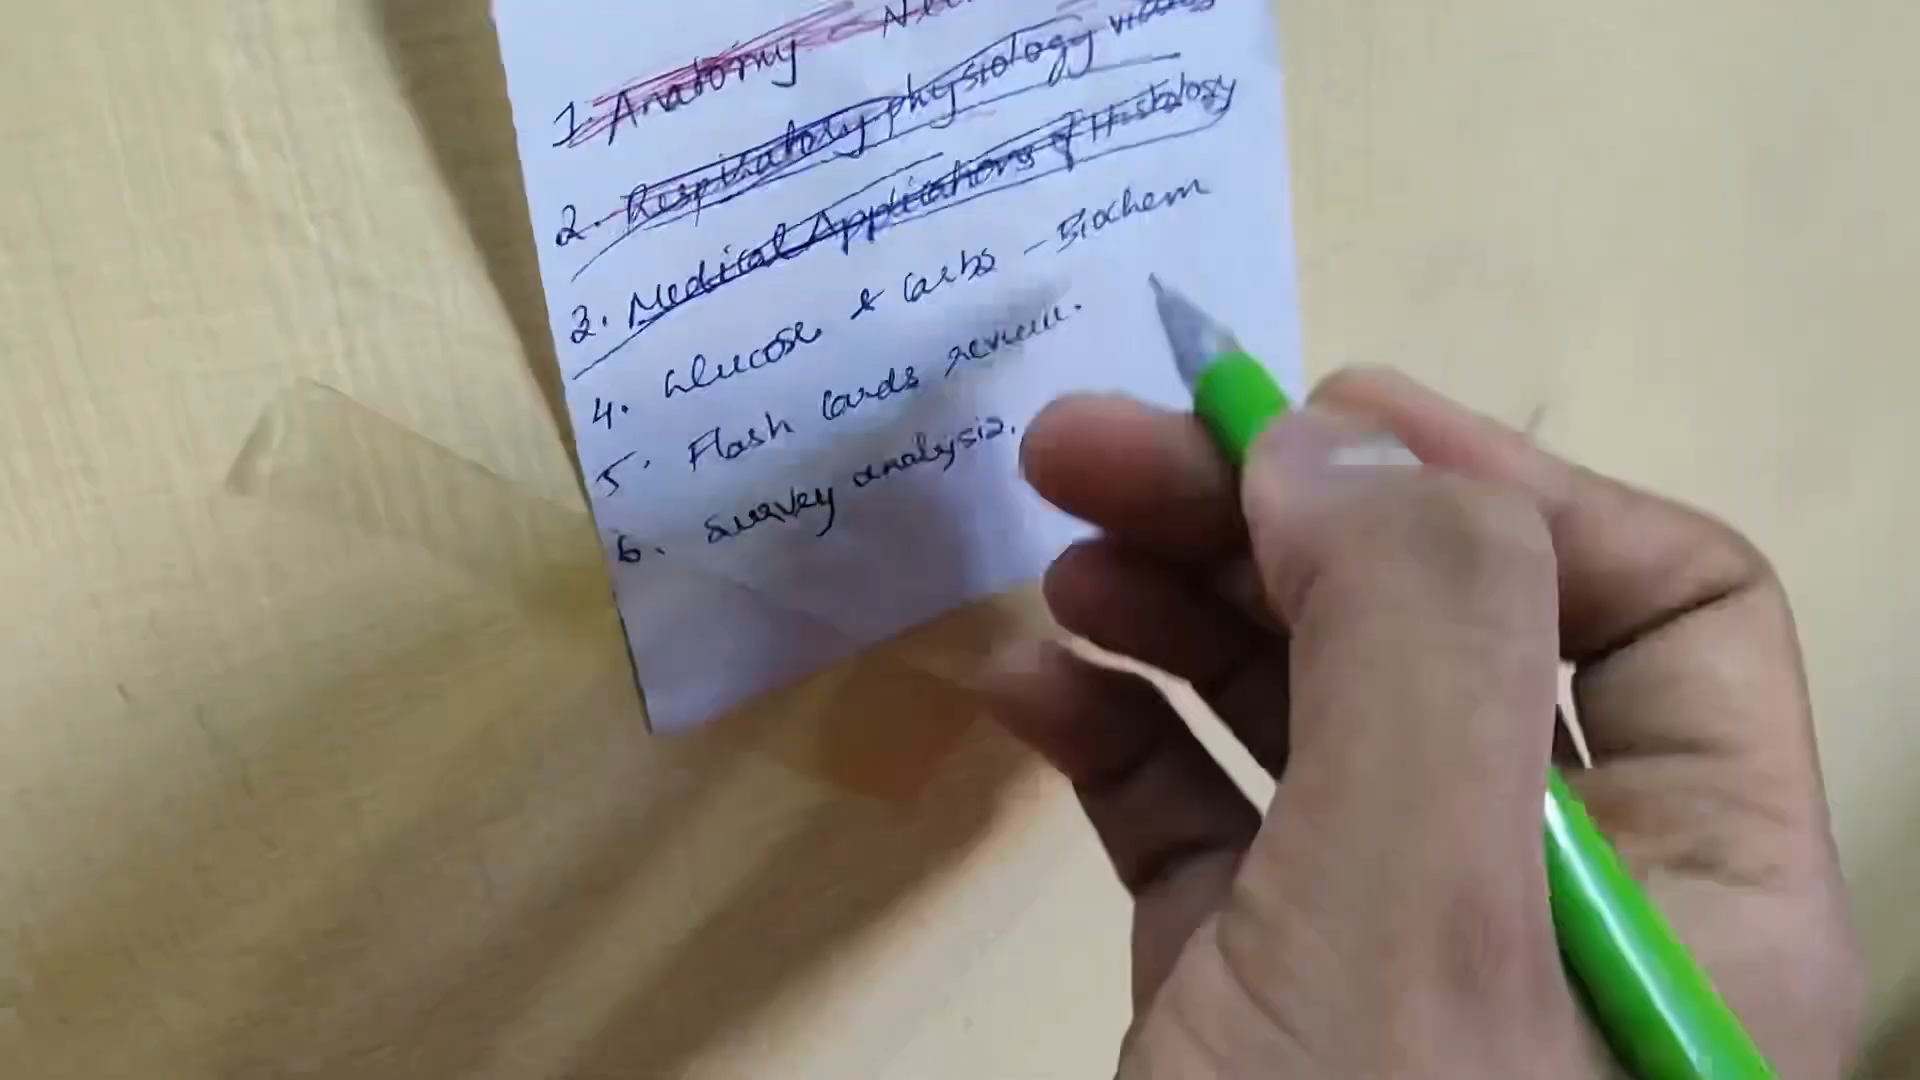 1. Anatomy
2. Respiratory physiology
3. Medical Applications of Histology
4. Glucose & Carbs - Biochem
5. Flash Cards review.
6. Survey analysis.